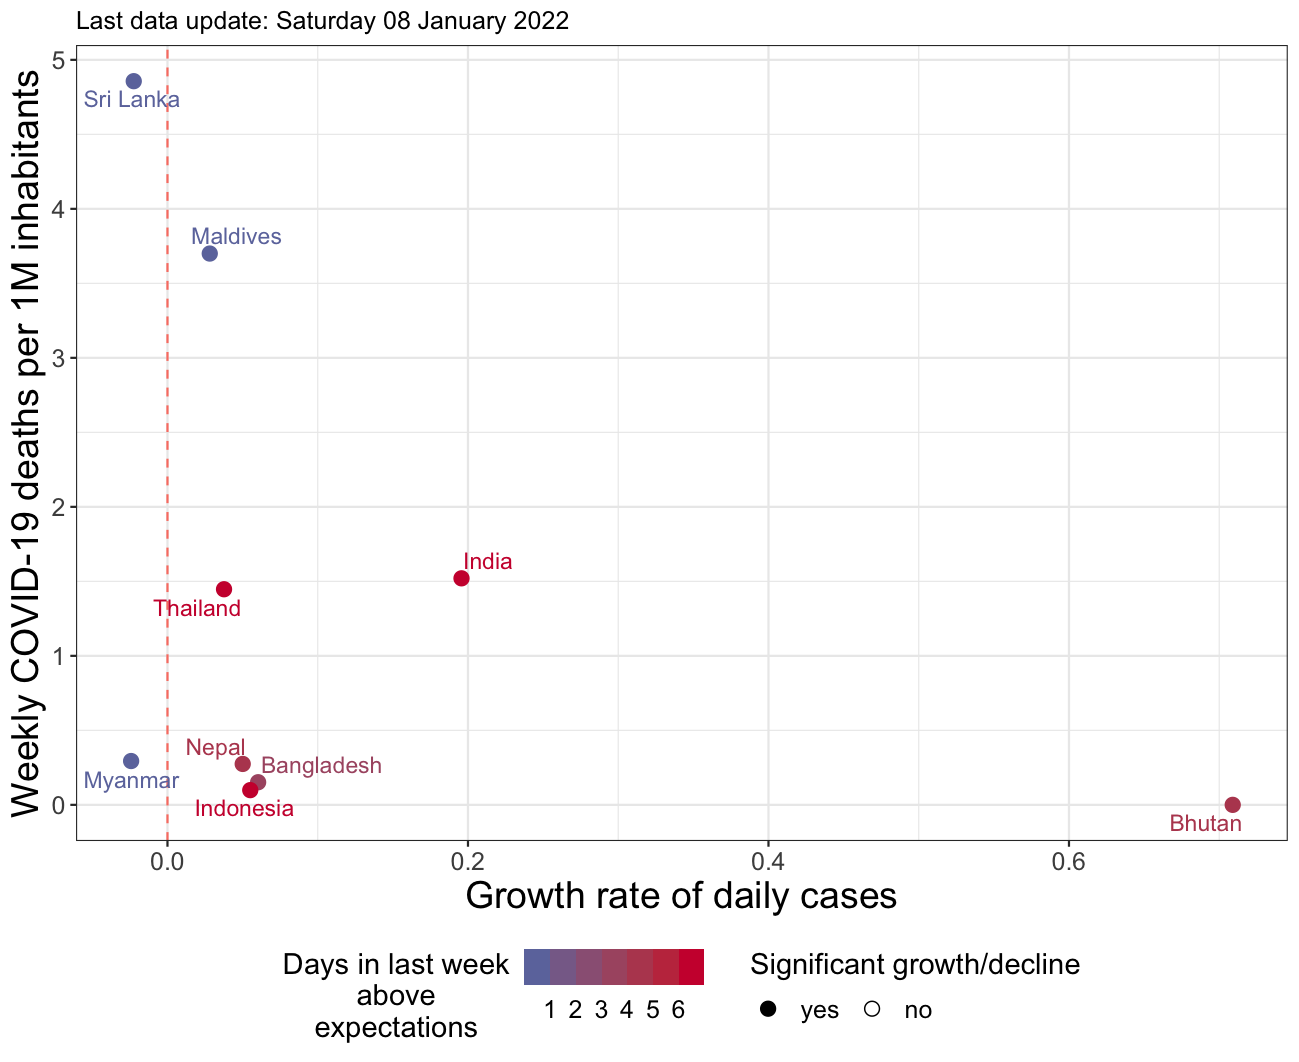 Last data update: Saturday 08 January 2022
Weekly COVID-19 deaths per 1M inhabitants
5
4
3
2
1
0
Sri Lanka
Maldives
India
Thailand
Nepal
Bangladesh
Myanmar
Indonesia
Bhutan
0.0 0.2 0.4 0.6
Growth rate of daily cases
Days in last week
above
expectations
1 2 3 4 5 6
Significant growth/decline
yes no